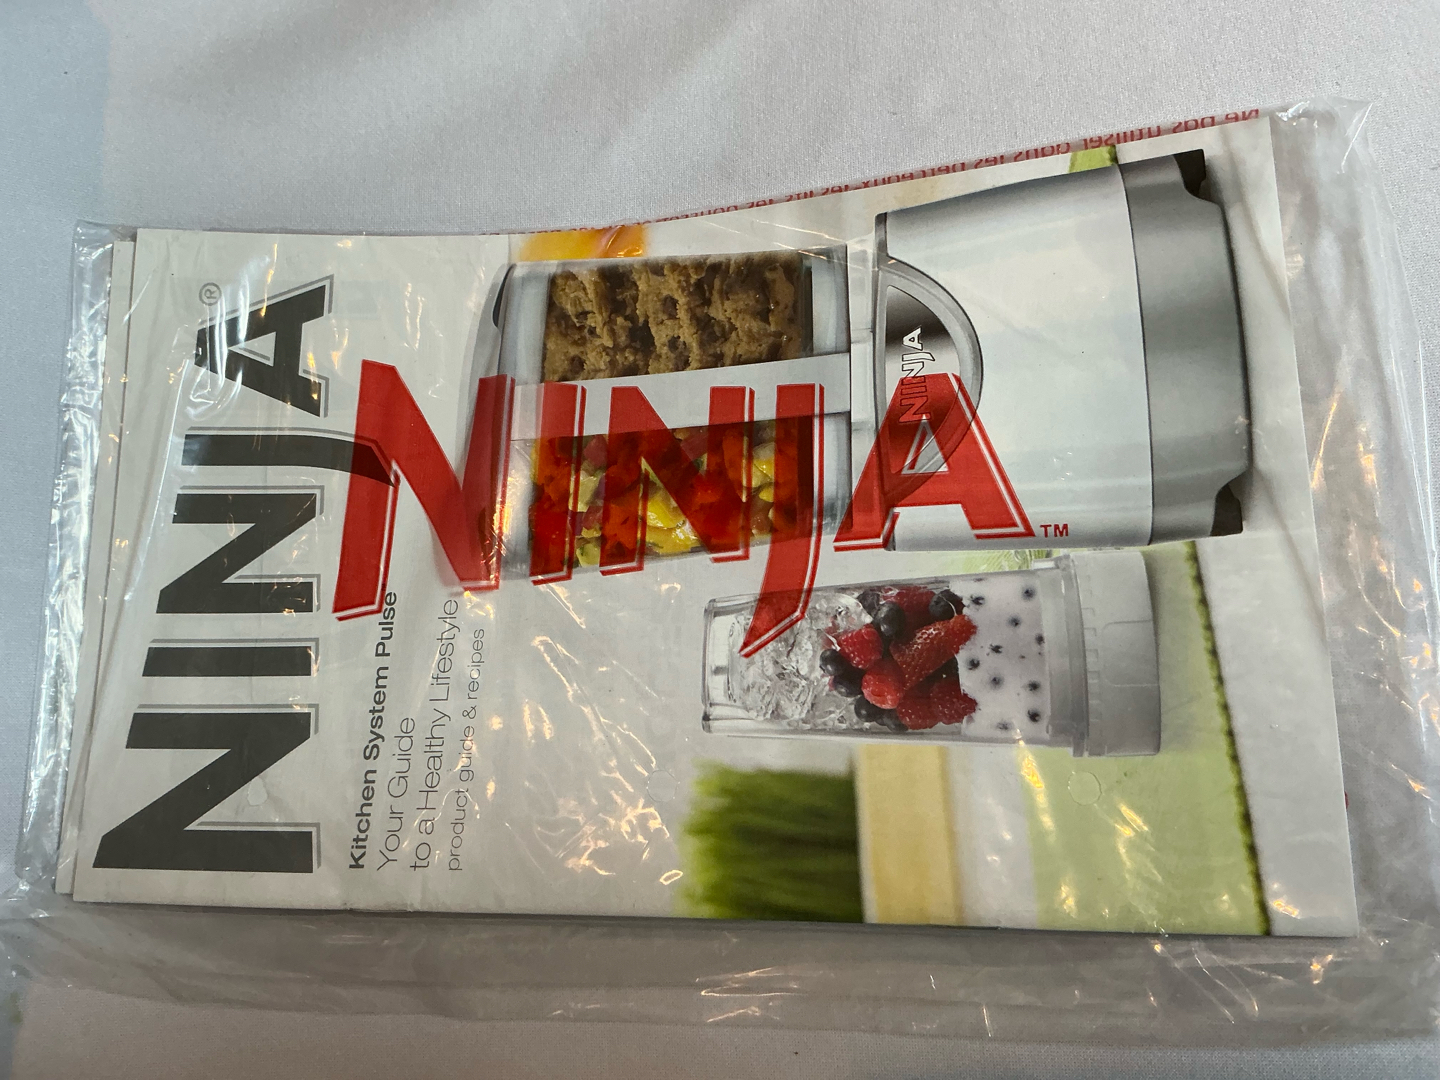 NINJA®
Kitchen System Pulse
Your Guide
to a Healthy Lifestyle
product guide & recipes
NINJA™
NINJA